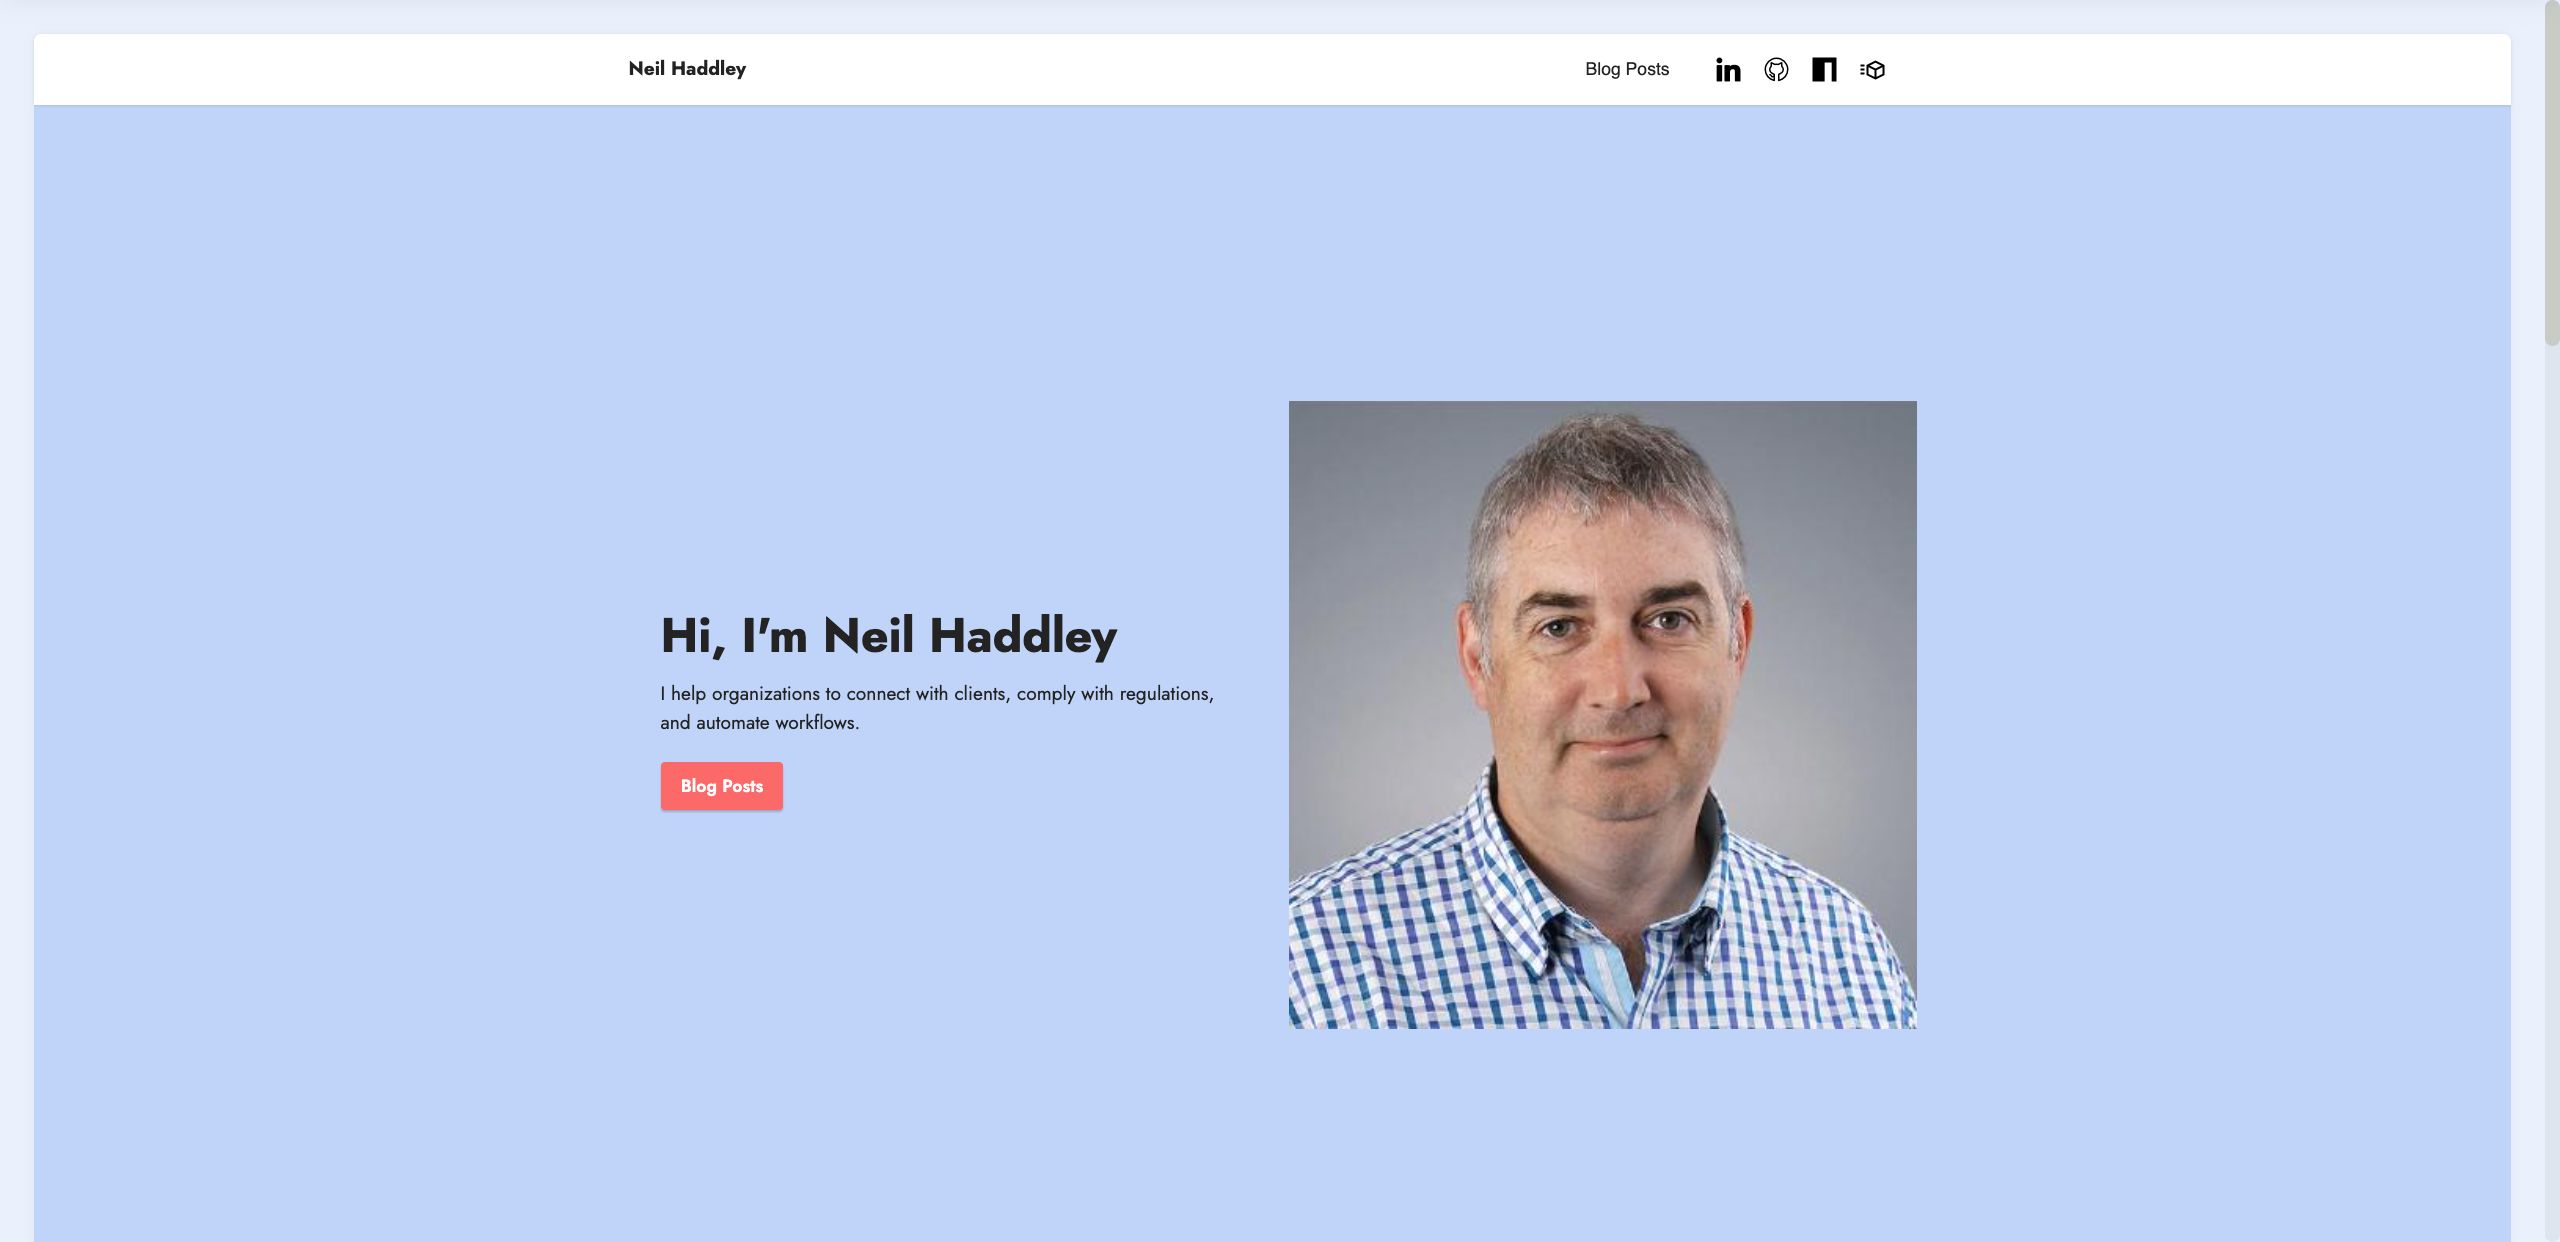 Neil Haddley
Blog Posts
Hi, I'm Neil Haddley
I help organizations to connect with clients, comply with regulations,
and automate workflows.
Blog Posts